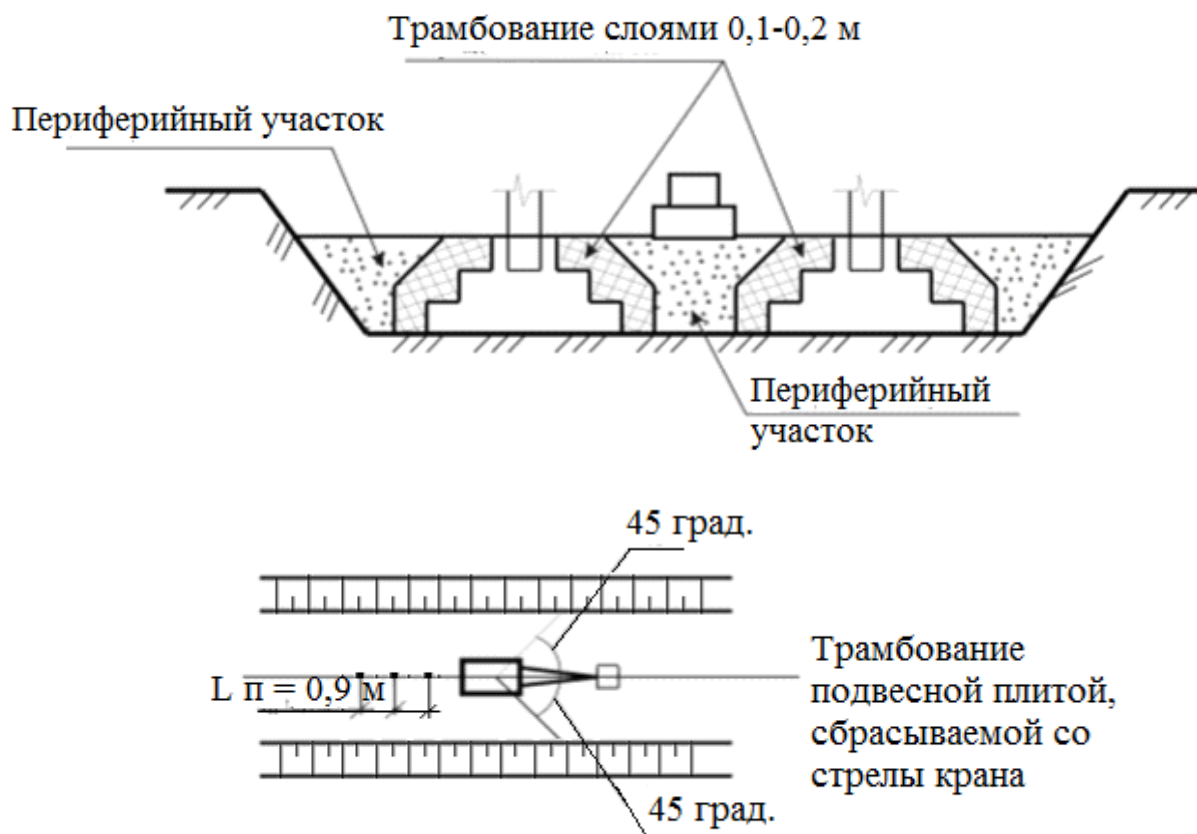 Трамбование слоями 0,1-0,2 м
Периферийный участок
Периферийный
участок
45 град.
L п = 0,9 м
Трамбование
подвесной плитой,
сбрасываемой со
стрелы крана
45 град.